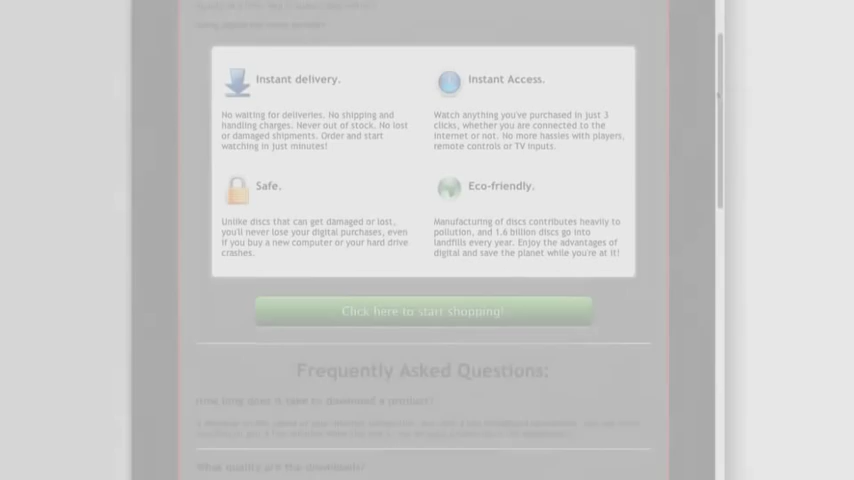 Instant delivery.
Instant Access.
No waiting for deliveries. No shipping and
handling charges. Never out of stock. No lost
or damaged shipments. Order and start
watching in just minutes!
Watch anything you've purchased in just 3
clicks, whether you are connected to the
Internet or not. No more hassles with players,
remote controls or TV inputs.
Safe.
Eco-friendly.
Unlike discs that can get damaged or lost,
you'll never lose your digital purchases, even
if you buy a new computer or your hard drive
crashes.
Manufacturing of discs contributes heavily to
pollution, and 1.6 billion discs go into
landfills every year. Enjoy the advantages of
digital and save the planet while you're at it!
Click here to start shopping!
Frequently Asked Questions:
How long does it take to download a product?
What quality are the downloads?